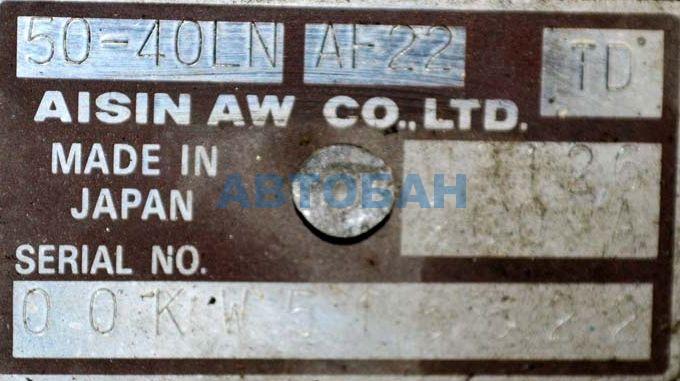 50-40LN AF22 TD
AISIN AW CO., LTD.
MADE IN
JAPAN
АВТОБАН
SERIAL NO.